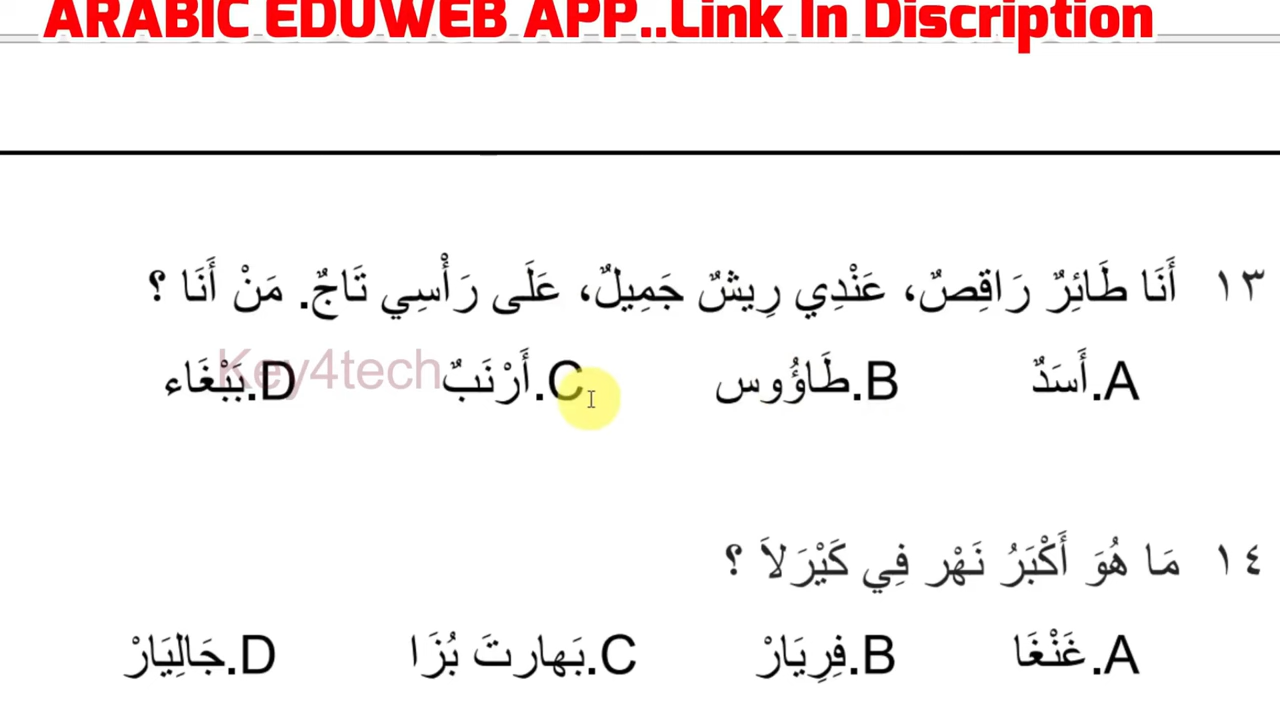 ARABIC EDUWEB APP..Link In Discription
١٣ أَنَا طَائِرٌ رَاقِصٌ، عَنْدِي رِيشٌ جَمِيلٌ، عَلَى رَأْسِي تَاجٌ. مَنْ أَنَا ؟
A.أَسَدٌ B.طَاؤُوس C.أَرْنَبٌ D.بَبْغَاء
Key4tech
١٤ مَا هُوَ أَكْبَرُ نَهْر فِي كَيْرَلاَ ؟
A.غَنْغَا B.فِرِيَارْ C.بَهارتَ بُزَا D.جَالِيَارْ